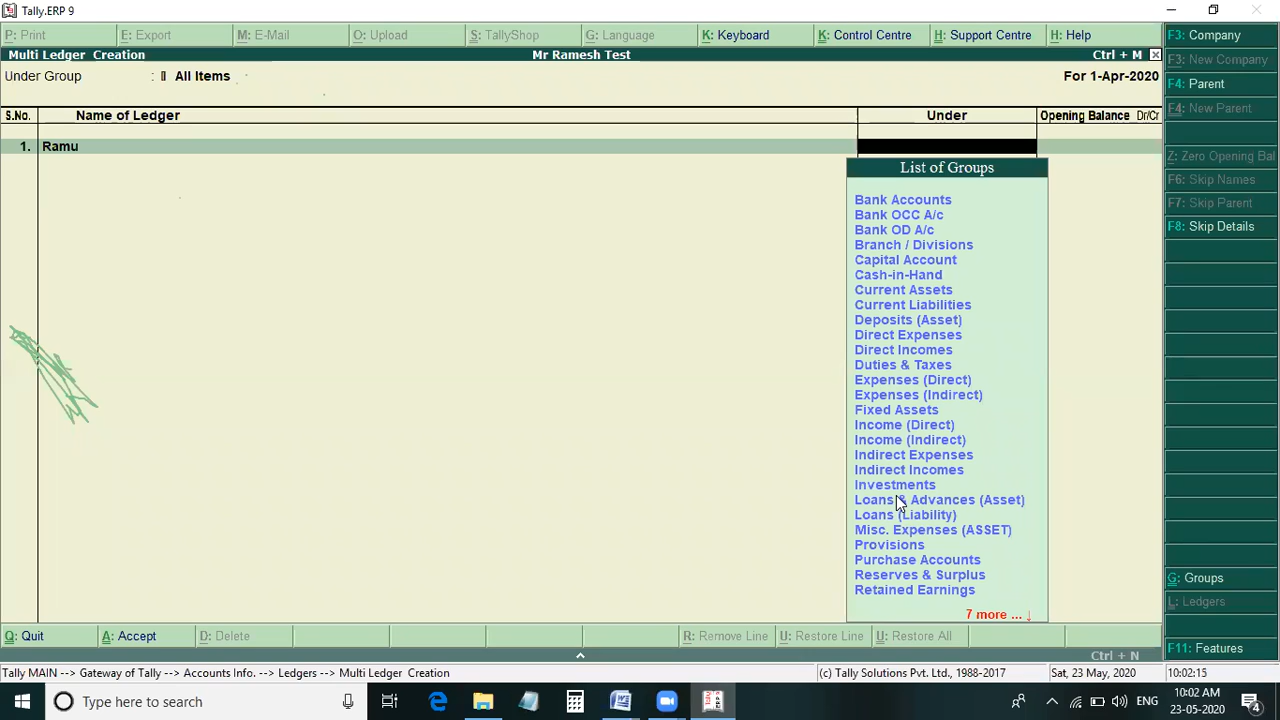 Tally.ERP 9
P: Print E: Export M: E-Mail O: Upload S: TallyShop G: Language K: Keyboard K: Control Centre H: Support Centre H: Help
Multi Ledger Creation Mr Ramesh Test Ctrl + M
Under Group : All Items For 1-Apr-2020
S.No. Name of Ledger Under Opening Balance Dr/Cr
1. Ramu
List of Groups
Bank Accounts
Bank OCC A/c
Bank OD A/c
Branch / Divisions
Capital Account
Cash-in-Hand
Current Assets
Current Liabilities
Deposits (Asset)
Direct Expenses
Direct Incomes
Duties & Taxes
Expenses (Direct)
Expenses (Indirect)
Fixed Assets
Income (Direct)
Income (Indirect)
Indirect Expenses
Indirect Incomes
Investments
Loans & Advances (Asset)
Loans (Liability)
Misc. Expenses (ASSET)
Provisions
Purchase Accounts
Reserves & Surplus
Retained Earnings
7 more ... ↓
F3: Company
F3: New Company
F4: Parent
F4: New Parent
Z: Zero Opening Bal
F6: Skip Names
F7: Skip Parent
F8: Skip Details
G: Groups
L: Ledgers
F11: Features
Q: Quit A: Accept D: Delete R: Remove Line U: Restore Line U: Restore All
Ctrl + N
Tally MAIN --> Gateway of Tally --> Accounts Info. --> Ledgers --> Multi Ledger Creation (c) Tally Solutions Pvt. Ltd., 1988-2017 Sat, 23 May, 2020 10:02:15
Type here to search ENG 10:02 AM
23-05-2020 4